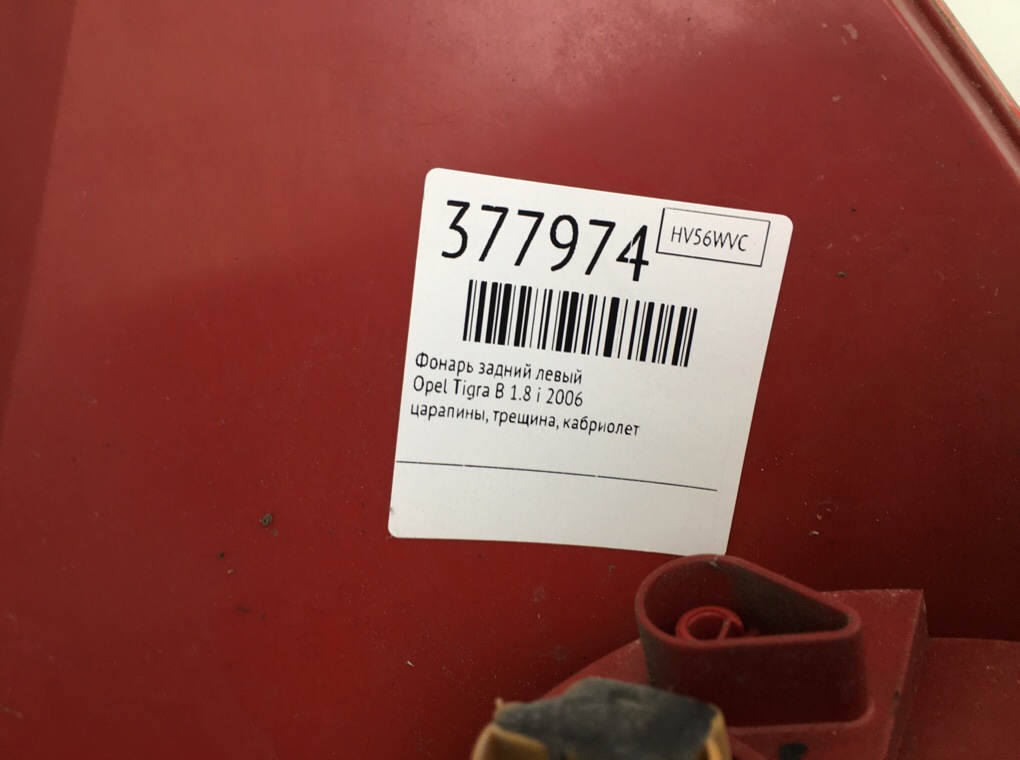 377974
HV56WVC
Фонарь задний левый
Opel Tigra B 1.8 i 2006
царапины, трещина, кабриолет